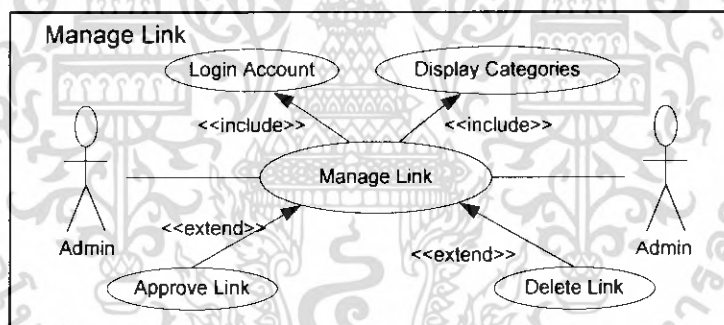 Manage Link
Login Account
Display Categories
<<include>>
<<include>>
Manage Link
Admin
Admin
<<extend>>
<<extend>>
Approve Link
Delete Link